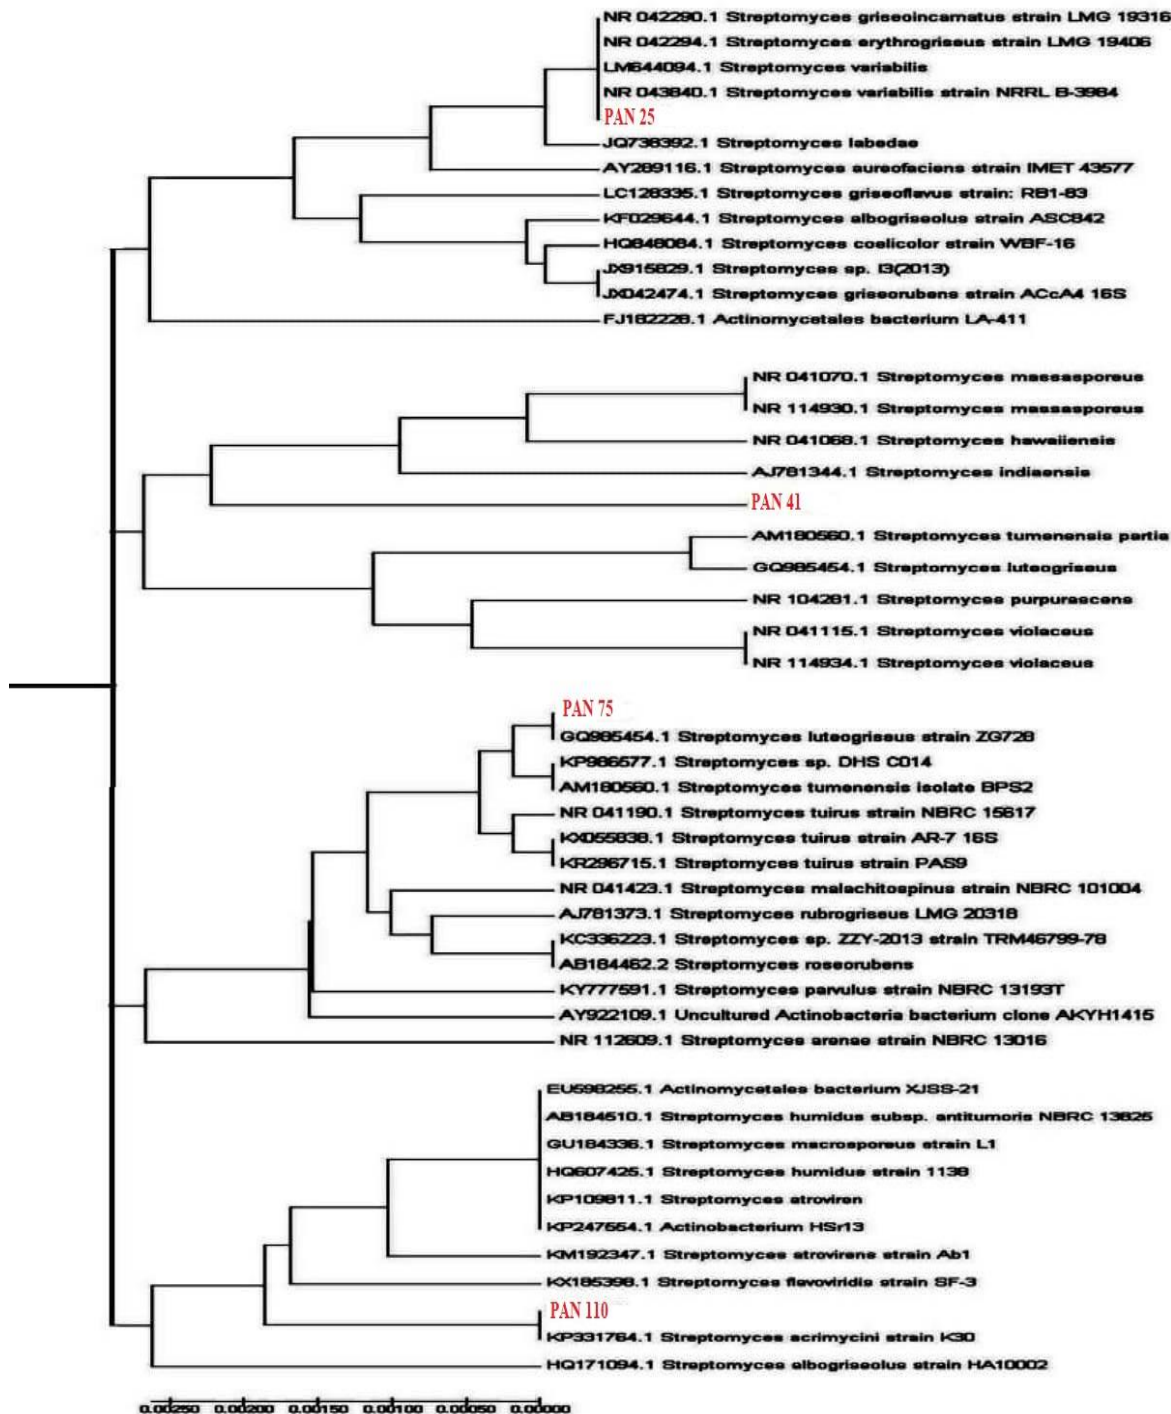 NR 042290.1 Streptomyces griseoincarnatus strain LMG 19316
NR 042294.1 Streptomyces erythrogriseus strain LMG 19406
LM644094.1 Streptomyces variabilis
NR 043840.1 Streptomyces variabilis strain NRRL B-3984
PAN 25
JQ738392.1 Streptomyces labedae
AY289116.1 Streptomyces aureofaciens strain IMET 43577
LC128335.1 Streptomyces griseoflavus strain: RB1-83
KF029644.1 Streptomyces albogriseolus strain ASC842
HQ848084.1 Streptomyces coelicolor strain WBF-16
JX915829.1 Streptomyces sp. I3(2013)
JX042474.1 Streptomyces griseorubens strain ACcA4 16S
FJ182228.1 Actinomycetales bacterium LA-411
NR 041070.1 Streptomyces massasporeus
NR 114930.1 Streptomyces massasporeus
NR 041068.1 Streptomyces hawaiiensis
AJ781344.1 Streptomyces indiaensis
PAN 41
AM180560.1 Streptomyces tumenensis partia
GQ985454.1 Streptomyces luteogriseus
NR 104281.1 Streptomyces purpurascens
NR 041115.1 Streptomyces violaceus
NR 114934.1 Streptomyces violaceus
PAN 75
GQ985454.1 Streptomyces luteogriseus strain ZG728
KP986577.1 Streptomyces sp. DHS C014
AM180560.1 Streptomyces tumenensis isolate BPS2
NR 041190.1 Streptomyces tuirus strain NBRC 15617
KX055838.1 Streptomyces tuirus strain AR-7 16S
KR296715.1 Streptomyces tuirus strain PAS9
NR 041423.1 Streptomyces malachitospinus strain NBRC 101004
AJ781373.1 Streptomyces rubrogriseus LMG 20318
KC336223.1 Streptomyces sp. ZZY-2013 strain TRM46799-78
AB184462.2 Streptomyces roseorubens
KY777591.1 Streptomyces parvulus strain NBRC 13193T
AY922109.1 Uncultured Actinobacteria bacterium clone AKYH1415
NR 112609.1 Streptomyces arenae strain NBRC 13016
EU598255.1 Actinomycetales bacterium XJSS-21
AB184510.1 Streptomyces humidus subsp. antitumoris NBRC 13825
GU184336.1 Streptomyces macrosporeus strain L1
HQ607425.1 Streptomyces humidus strain 1138
KP109811.1 Streptomyces atroviren
KP247554.1 Actinobacterium HSr13
KM192347.1 Streptomyces atrovirens strain Ab1
KX185398.1 Streptomyces flavoviridis strain SF-3
PAN 110
KP331764.1 Streptomyces acrimycini strain K30
HQ171094.1 Streptomyces albogriseolus strain HA10002
0.00250 0.00200 0.00150 0.00100 0.00050 0.00000